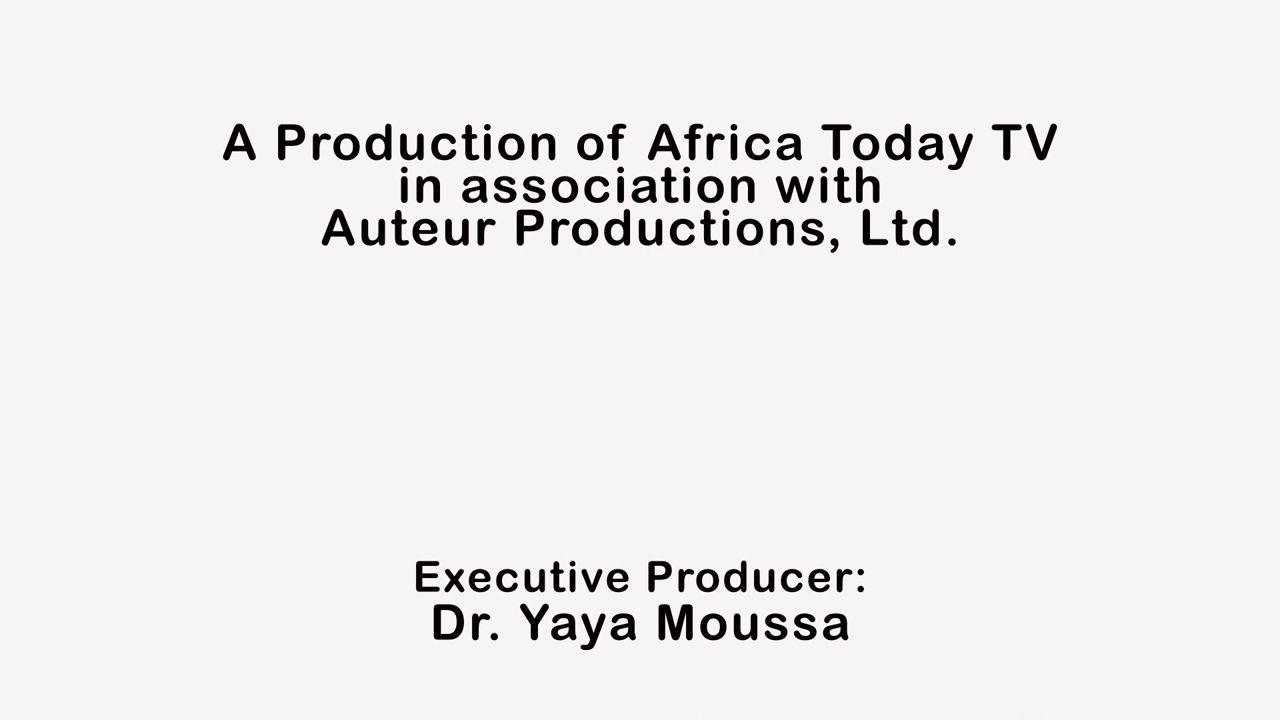 A Production of Africa Today TV
in association with
Auteur Productions, Ltd.
Executive Producer:
Dr. Yaya Moussa